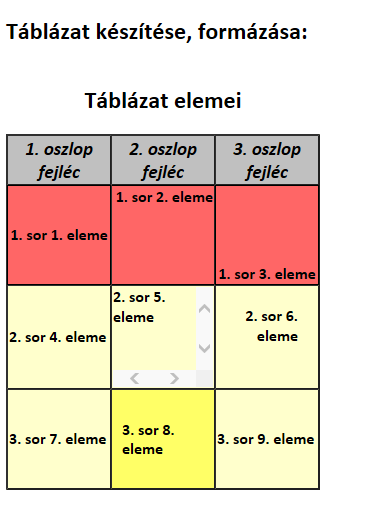 Táblázat készítése, formázása:
Táblázat elemei
1. oszlop
fejléc
2. oszlop
fejléc
3. oszlop
fejléc
1. sor 1. eleme
1. sor 2. eleme
1. sor 3. eleme
2. sor 4. eleme
2. sor 5.
eleme
2. sor 6.
eleme
3. sor 7. eleme
3. sor 8.
eleme
3. sor 9. eleme